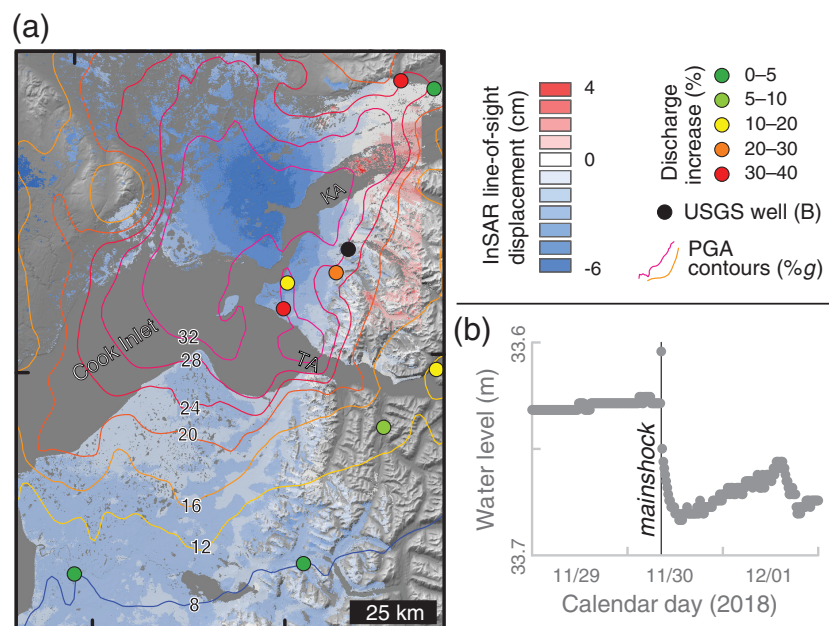 (a)
KA
Cook Inlet
TA
32
28
24
20
16
12
8
25 km
InSAR line-of-sight
displacement (cm)
4
0
-6
Discharge
increase (%)
0–5
5–10
10–20
20–30
30–40
USGS well (B)
PGA
contours (%g)
(b)
Water level (m)
33.6
33.7
mainshock
11/29
11/30
12/01
Calendar day (2018)